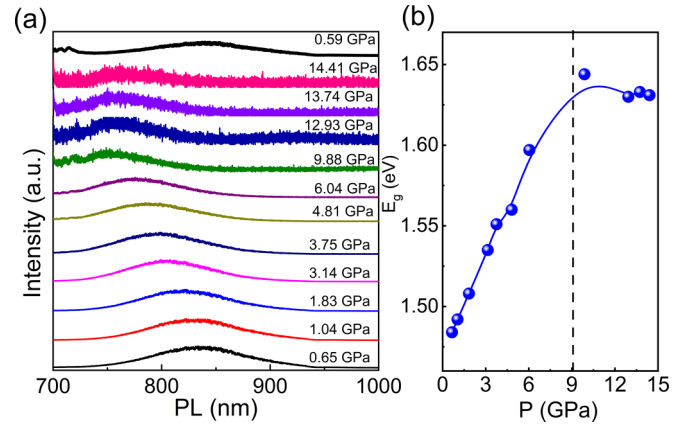 (a)
0.59 GPa
14.41 GPa
13.74 GPa
12.93 GPa
9.88 GPa
6.04 GPa
4.81 GPa
3.75 GPa
3.14 GPa
1.83 GPa
1.04 GPa
0.65 GPa
Intensity (a.u.)
700 800 900 1000
PL (nm)
(b)
1.65
1.60
1.55
1.50
E_g (eV)
0 3 6 9 12 15
P (GPa)